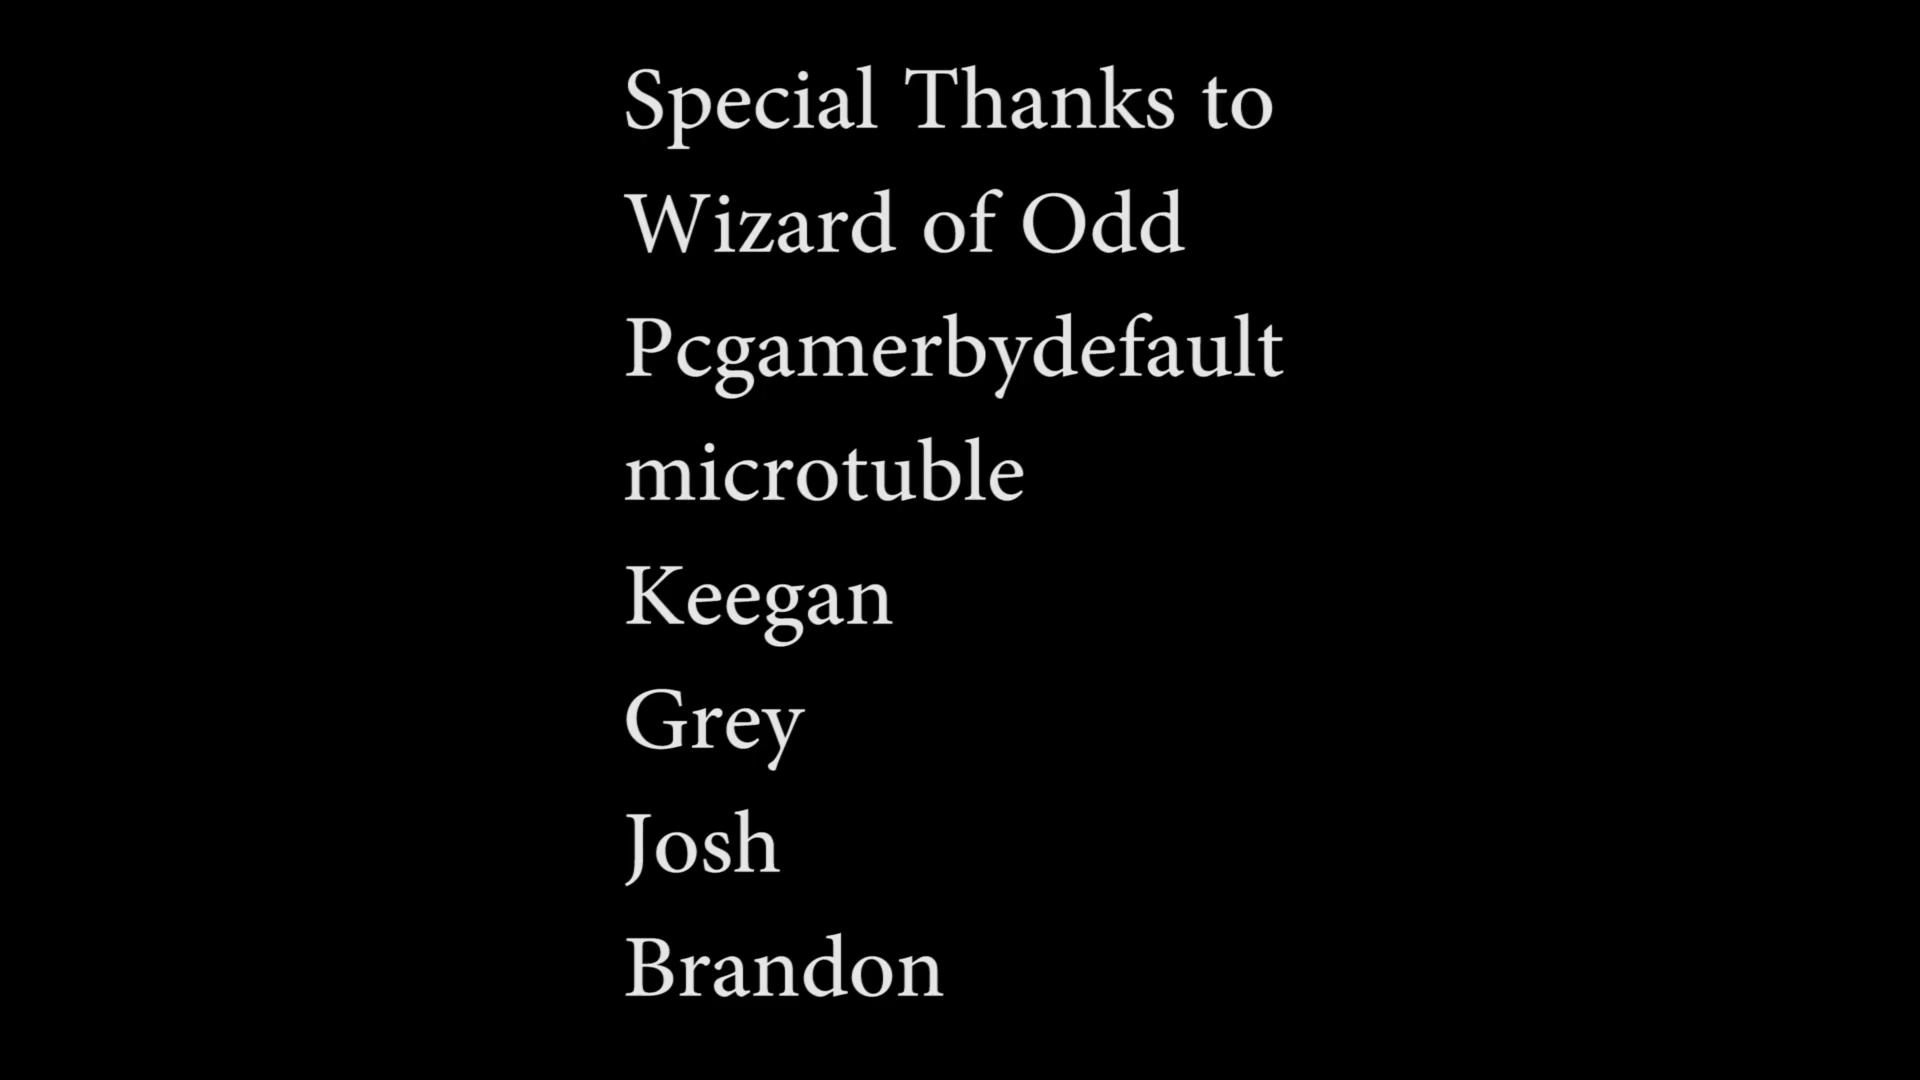 Special Thanks to
Wizard of Odd
Pcgamerbydefault
microtuble
Keegan
Grey
Josh
Brandon